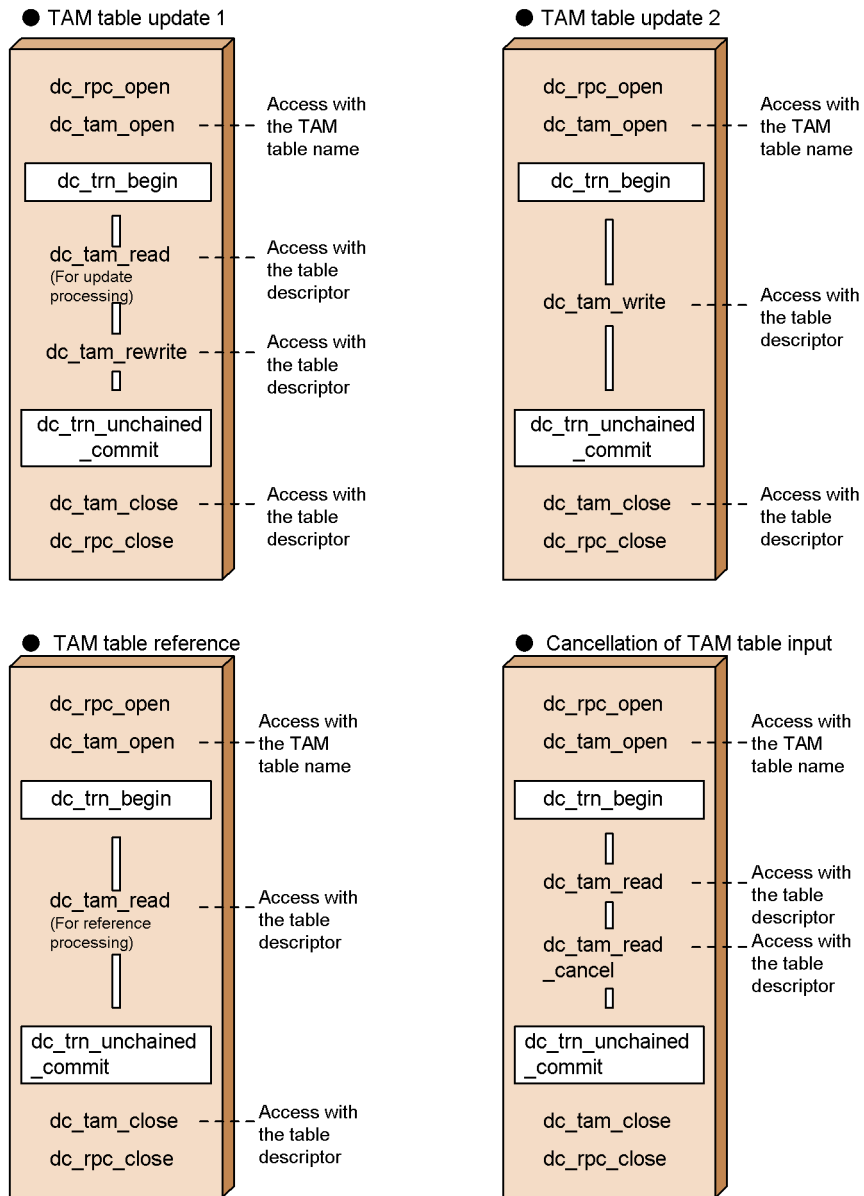 ● TAM table update 1
dc_rpc_open
dc_tam_open
Access with
the TAM
table name
dc_trn_begin
dc_tam_read
(For update
processing)
Access with
the table
descriptor
dc_tam_rewrite
Access with
the table
descriptor
dc_trn_unchained
_commit
dc_tam_close
Access with
the table
descriptor
dc_rpc_close
● TAM table update 2
dc_rpc_open
dc_tam_open
Access with
the TAM
table name
dc_trn_begin
dc_tam_write
Access with
the table
descriptor
dc_trn_unchained
_commit
dc_tam_close
Access with
the table
descriptor
dc_rpc_close
● TAM table reference
dc_rpc_open
dc_tam_open
Access with
the TAM
table name
dc_trn_begin
dc_tam_read
(For reference
processing)
Access with
the table
descriptor
dc_trn_unchained
_commit
dc_tam_close
Access with
the table
descriptor
dc_rpc_close
● Cancellation of TAM table input
dc_rpc_open
dc_tam_open
Access with
the TAM
table name
dc_trn_begin
dc_tam_read
Access with
the table
descriptor
dc_tam_read
_cancel
Access with
the table
descriptor
dc_trn_unchained
_commit
dc_tam_close
dc_rpc_close